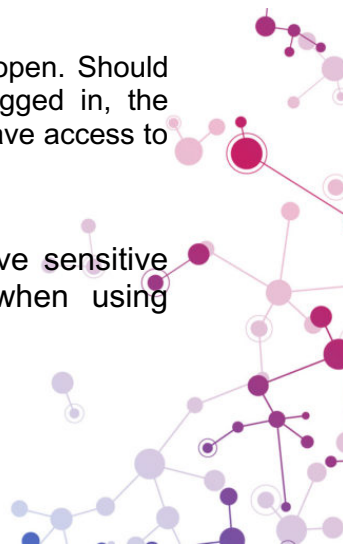 open. Should
gged in, the
ave access to
ve sensitive
when using